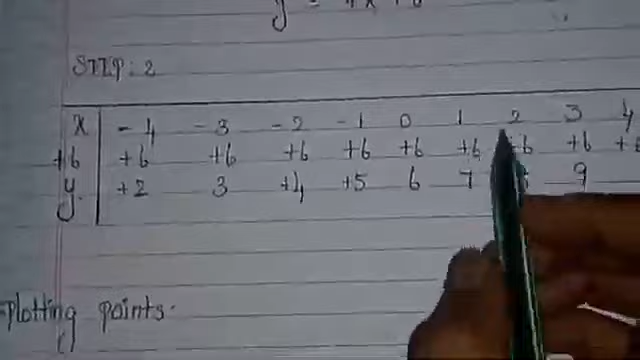 STEP: 2
x -4 -3 -2 -1 0 1 2 3 4
+6 +6 +6 +6 +6 +6 +6 +6 +6
y +2 3 +4 +5 6 7 9
Plotting points.